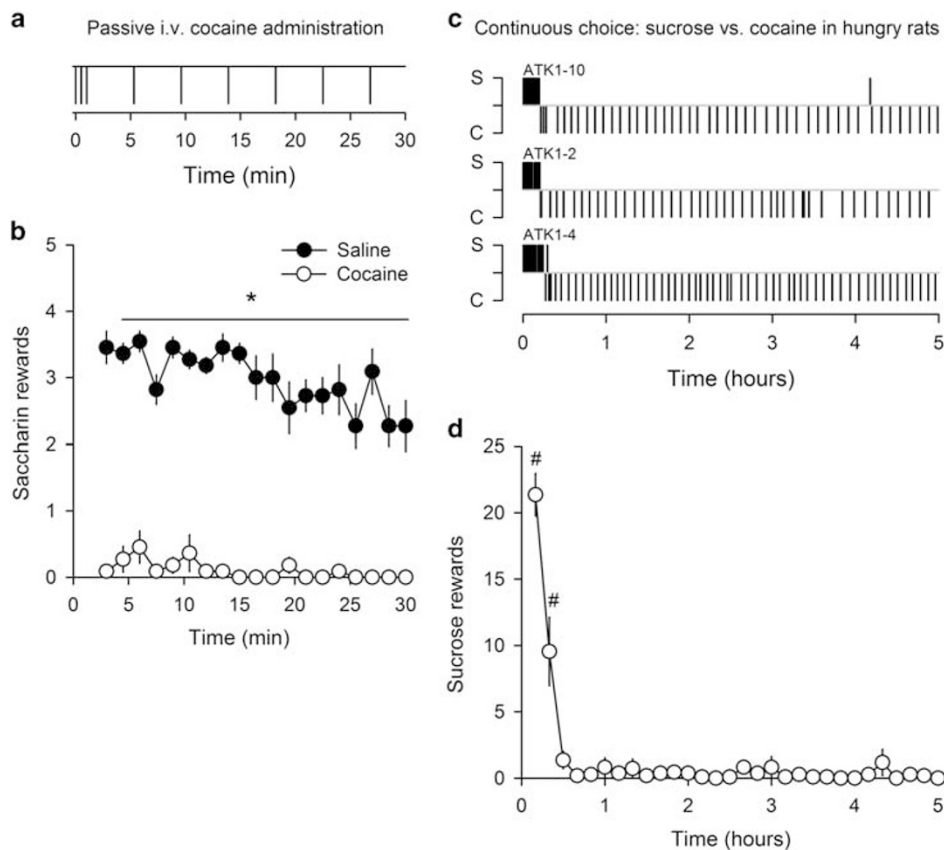 a
Passive i.v. cocaine administration
0 5 10 15 20 25 30
Time (min)
b
5
4
3
2
1
0
Saccharin rewards
Saline
Cocaine
*
0 5 10 15 20 25 30
Time (min)
c
Continuous choice: sucrose vs. cocaine in hungry rats
ATK1-10
S
C
ATK1-2
S
C
ATK1-4
S
C
0 1 2 3 4 5
Time (hours)
d
25
20
15
10
5
0
Sucrose rewards
#
#
0 1 2 3 4 5
Time (hours)